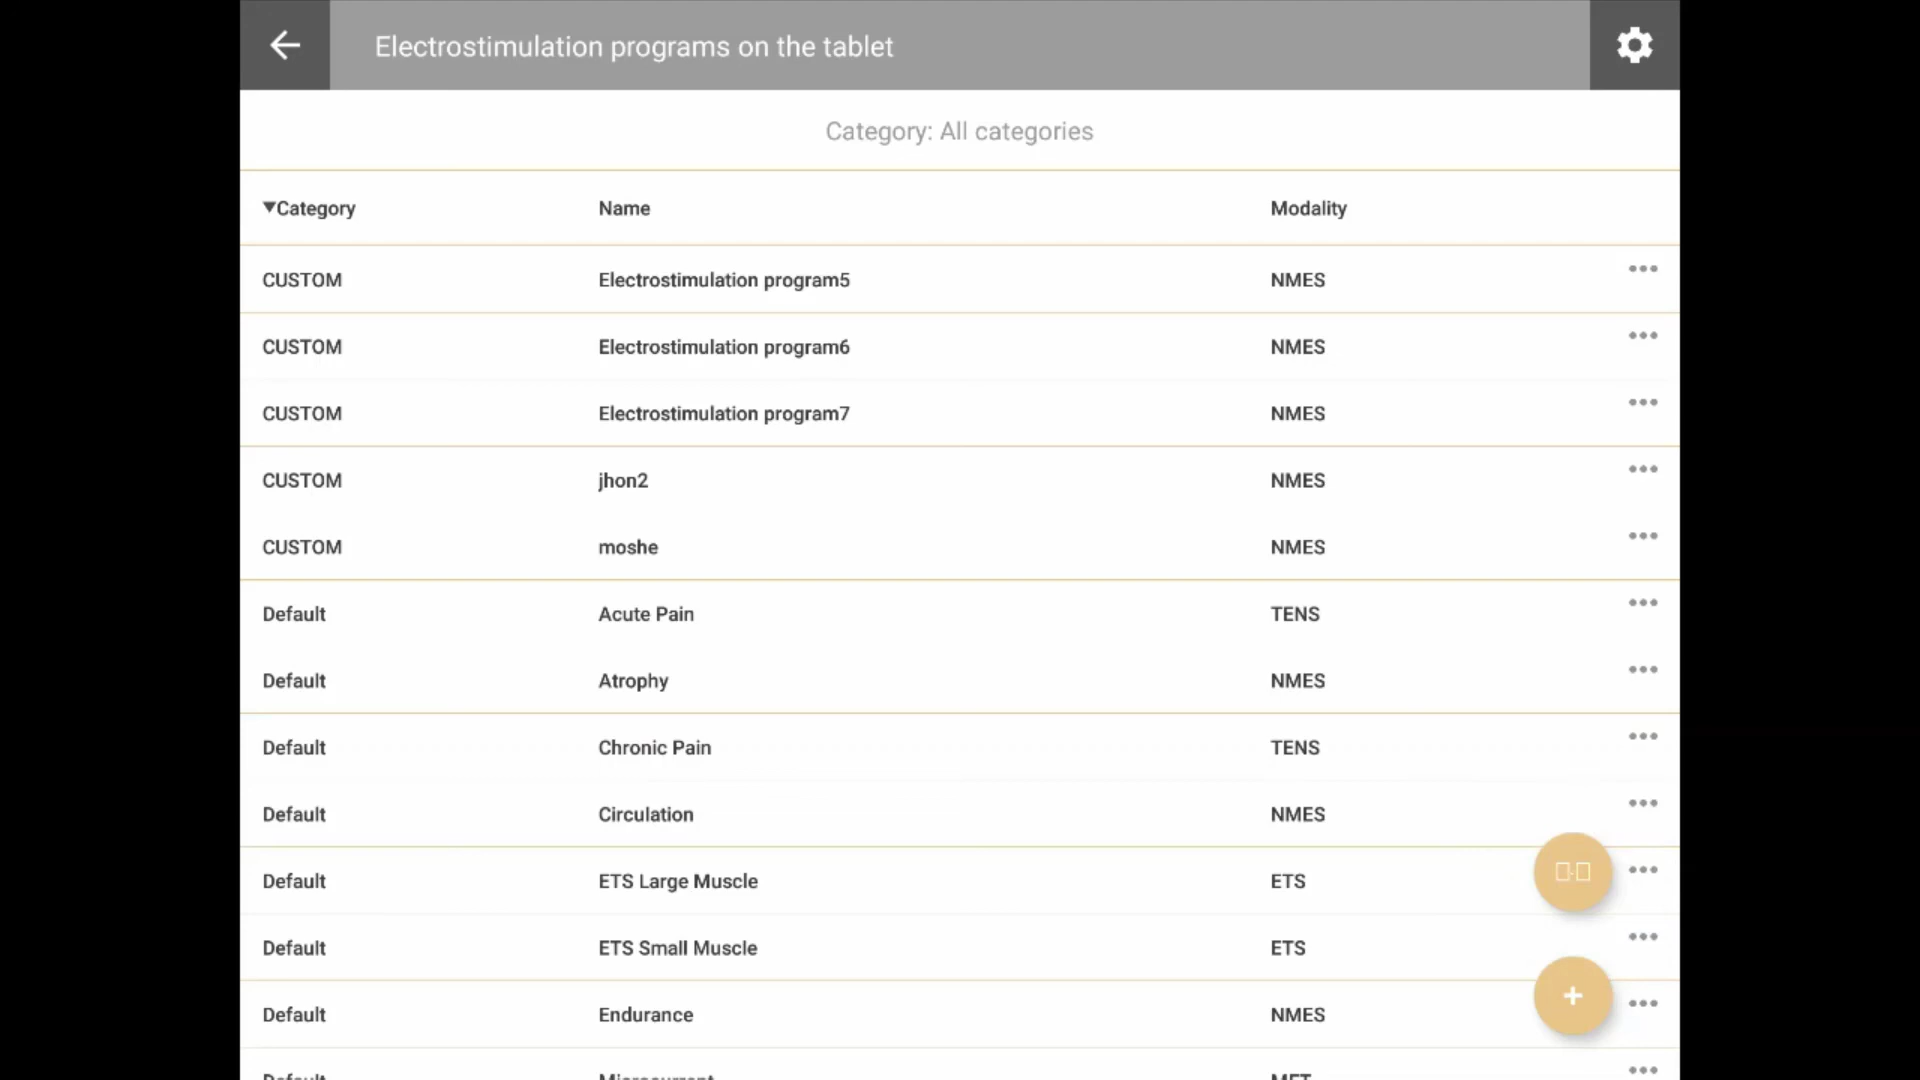 Electrostimulation programs on the tablet
Category: All categories
▼Category Name Modality
CUSTOM Electrostimulation program5 NMES
CUSTOM Electrostimulation program6 NMES
CUSTOM Electrostimulation program7 NMES
CUSTOM jhon2 NMES
CUSTOM moshe NMES
Default Acute Pain TENS
Default Atrophy NMES
Default Chronic Pain TENS
Default Circulation NMES
Default ETS Large Muscle ETS
Default ETS Small Muscle ETS
Default Endurance NMES